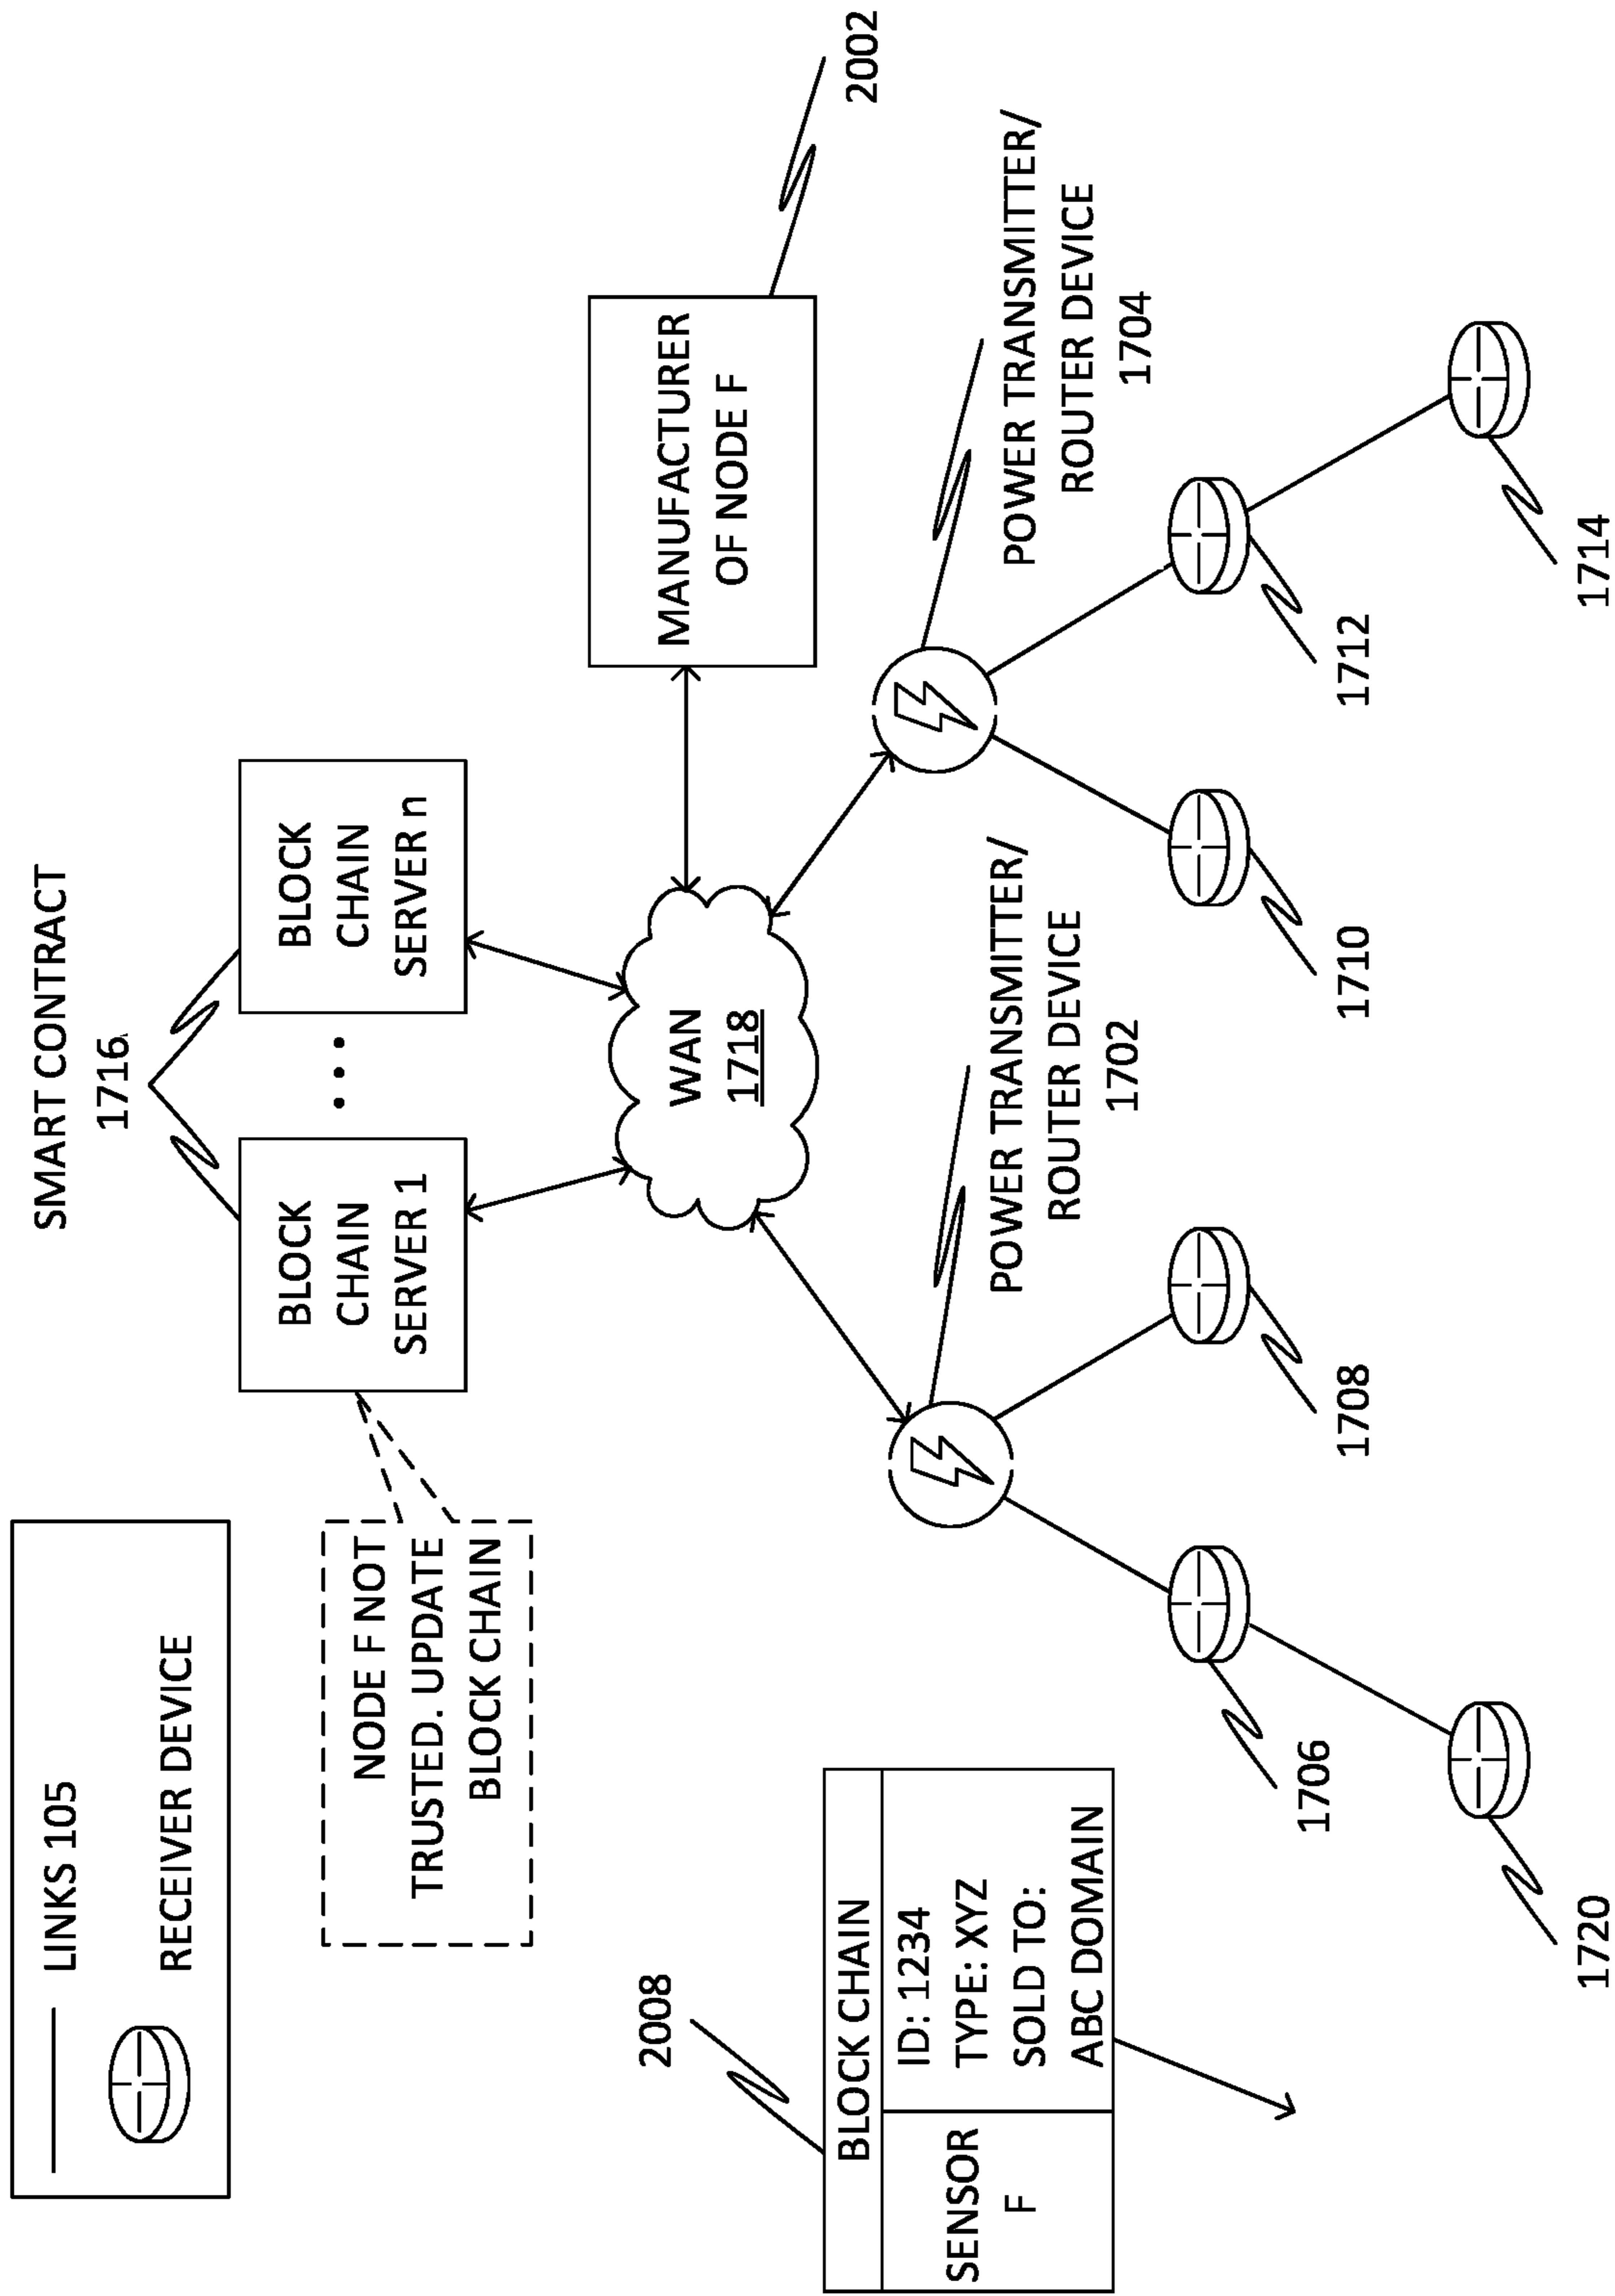 LINKS 105
RECEIVER DEVICE
SMART CONTRACT
1716
BLOCK
CHAIN
SERVER 1
BLOCK
CHAIN
SERVER n
NODE F NOT
TRUSTED. UPDATE
BLOCK CHAIN
WAN
1718
MANUFACTURER
OF NODE F
2002
2008
BLOCK CHAIN
SENSOR
F
ID: 1234
TYPE: XYZ
SOLD TO:
ABC DOMAIN
POWER TRANSMITTER/
ROUTER DEVICE
1702
POWER TRANSMITTER/
ROUTER DEVICE
1704
1706
1708
1710
1712
1720
1714